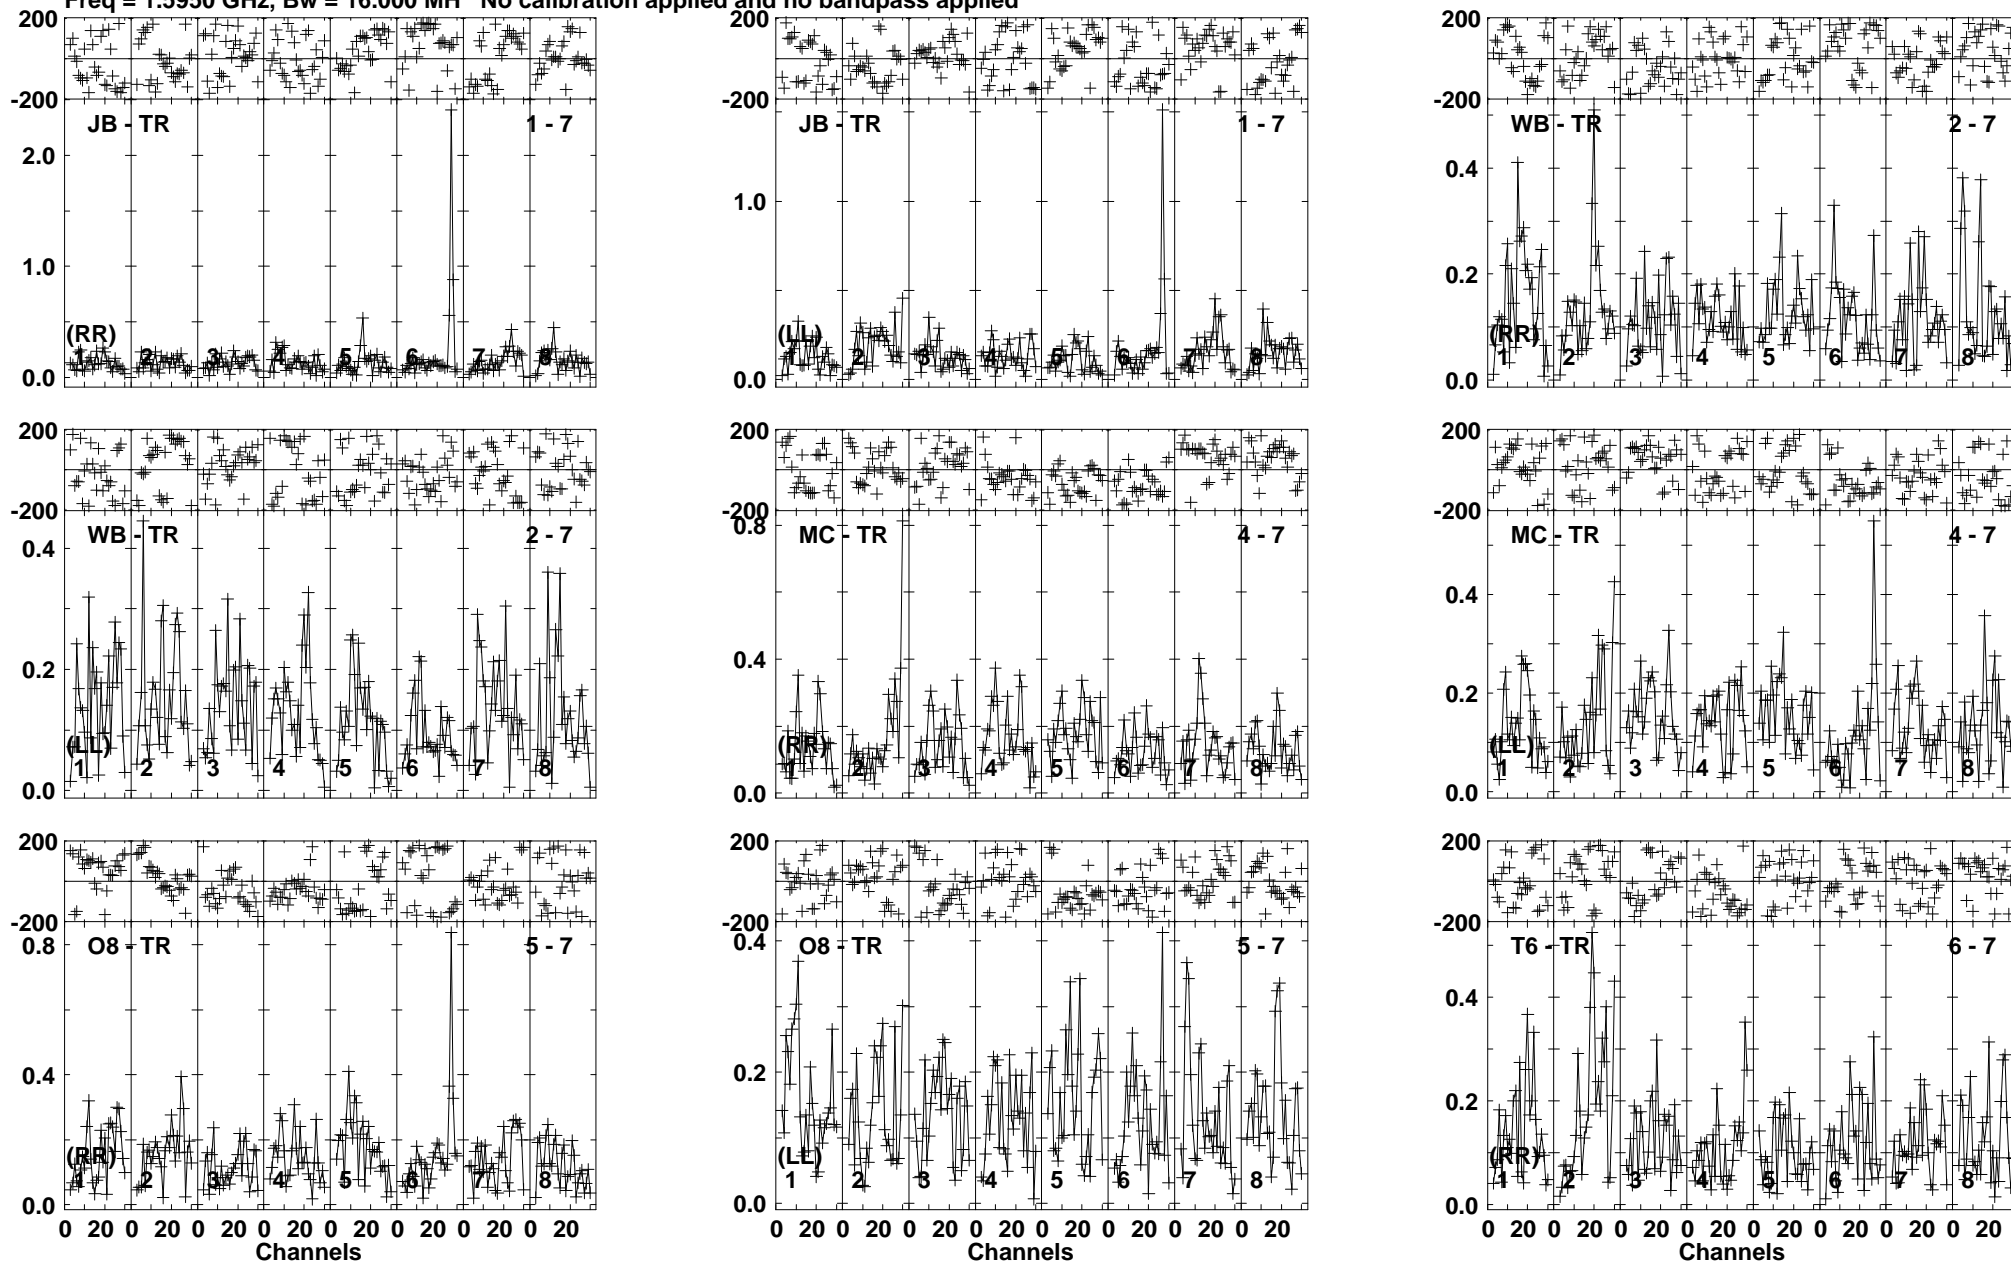 Freq = 1.5950 GHz, Bw = 16.000 MH No calibration applied and no bandpass applied
200 200 200
-200 -200 -200
JB - TR 1 - 7 JB - TR 1 - 7 WB - TR 2 - 7
2.0 1.0 0.4
1.0 0.2
(RR) (LL) (RR)
1 2 3 4 5 6 7 8 1 2 3 4 5 6 7 8 1 2 3 4 5 6 7 8
0.0 0.0 0.0
200 200 200
-200 -200 -200
WB - TR 2 - 7 MC - TR 4 - 7 MC - TR 4 - 7
0.4 0.8 0.4
0.2 0.4 0.2
(LL) (RR) (LL)
1 2 3 4 5 6 7 8 1 2 3 4 5 6 7 8 1 2 3 4 5 6 7 8
0.0 0.0 0.0
200 200 200
-200 -200 -200
O8 - TR 5 - 7 O8 - TR 5 - 7 T6 - TR 6 - 7
0.8 0.4 0.4
0.4 0.2 0.2
(RR) (LL) (RR)
1 2 3 4 5 6 7 8 1 2 3 4 5 6 7 8 1 2 3 4 5 6 7 8
0.0 0.0 0.0
0 20 0 20 0 20 0 20 0 20 0 20 0 20 0 20 0 20 0 20 0 20 0 20 0 20 0 20 0 20 0 20 0 20 0 20 0 20 0 20 0 20 0 20 0 20 0 20
Channels Channels Channels